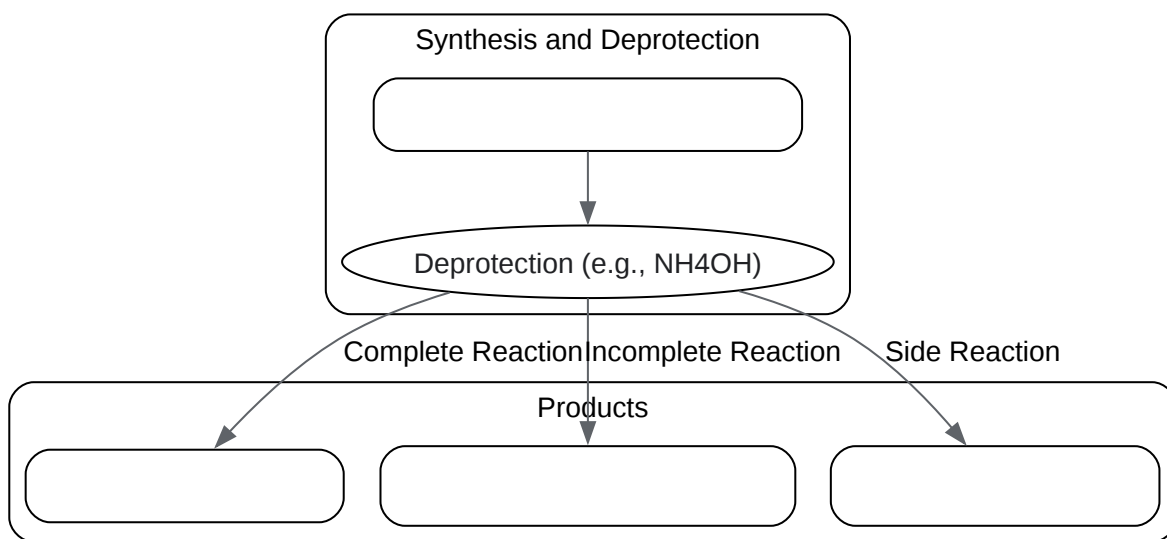 Synthesis and Deprotection
Deprotection (e.g., NH4OH)
Complete Reaction
Incomplete Reaction
Side Reaction
Products